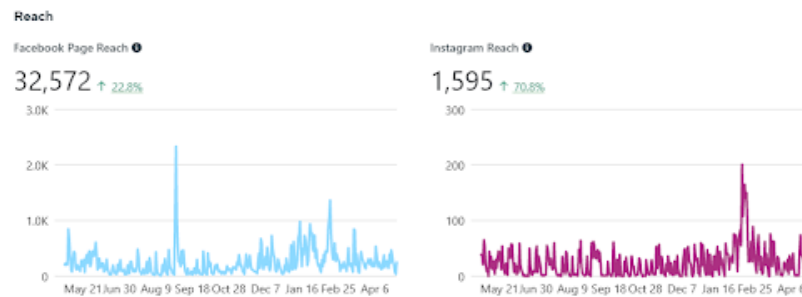 Reach
Facebook Page Reach
Instagram Reach
32,572 ↑ 22.8%
1,595 ↑ 70.8%
3.0K
2.0K
1.0K
0
May 21 Jun 30 Aug 9 Sep 18 Oct 28 Dec 7 Jan 16 Feb 25 Apr 6
300
200
100
0
May 21 Jun 30 Aug 9 Sep 18 Oct 28 Dec 7 Jan 16 Feb 25 Apr